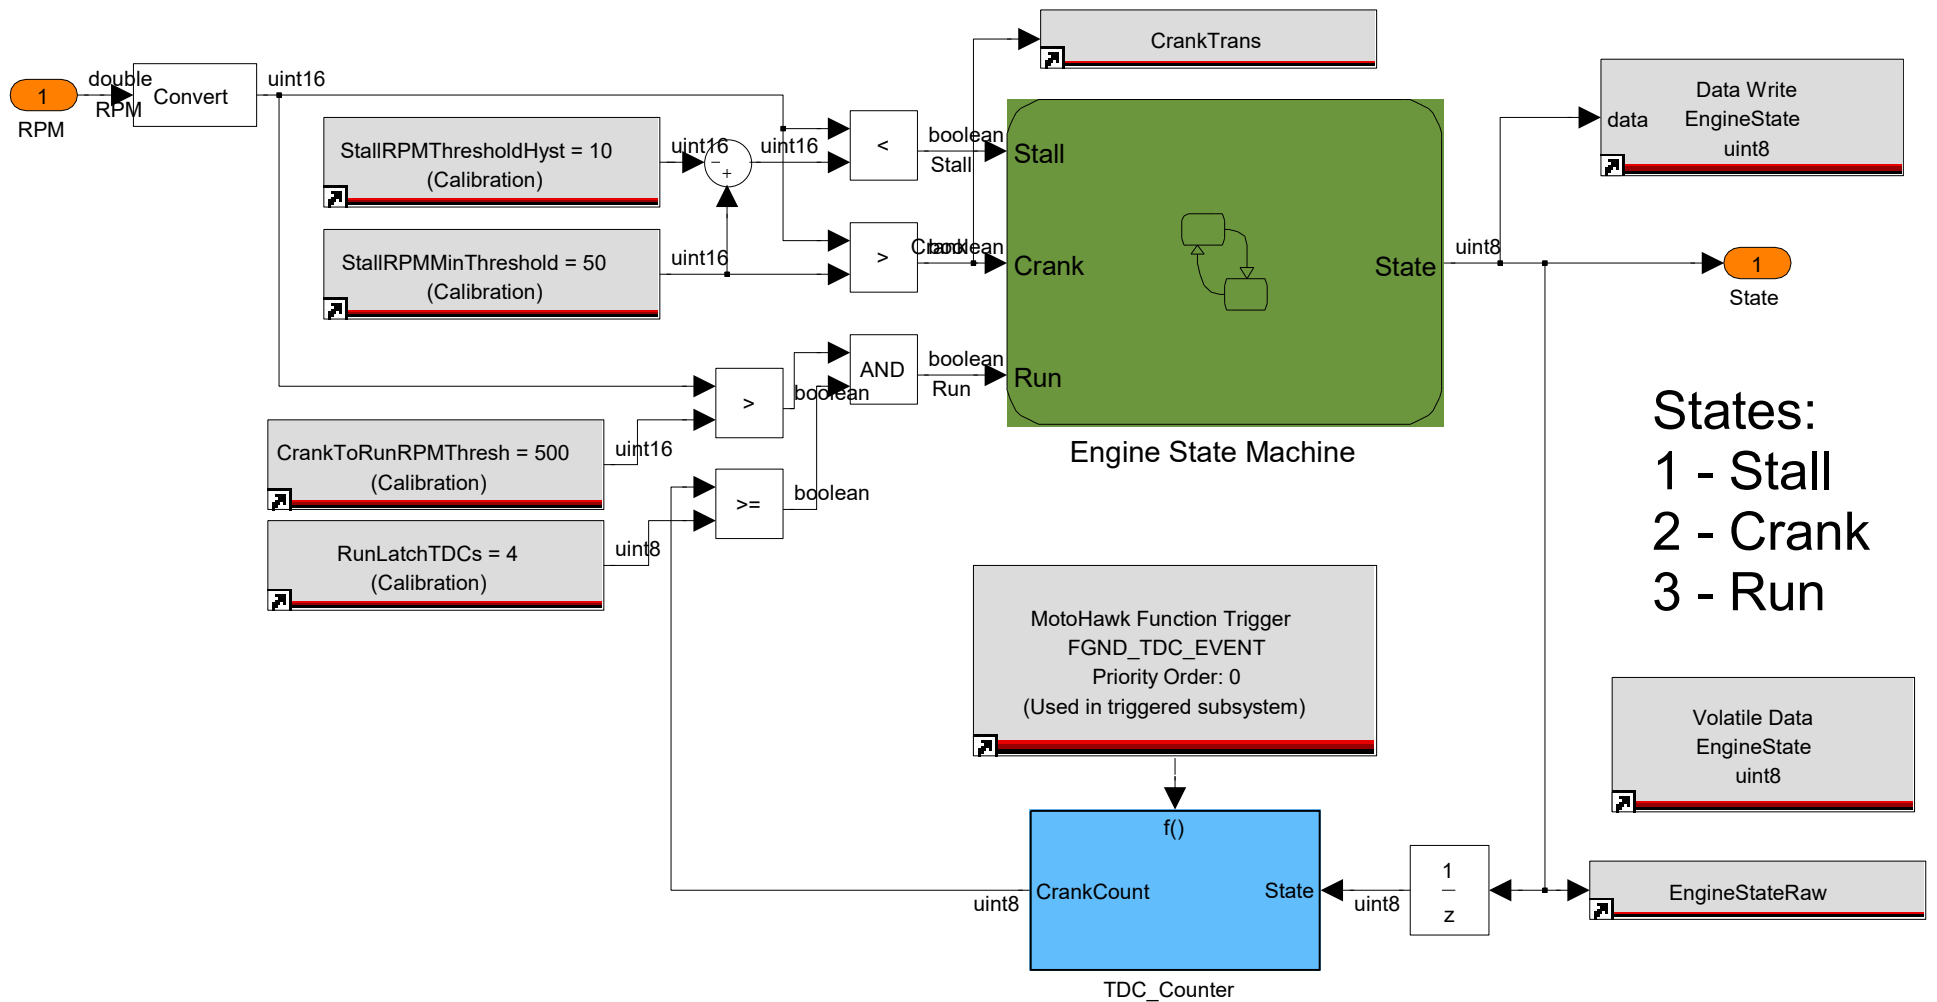 CrankTrans
1
RPM
double
RPM
Convert
uint16
StallRPMThresholdHyst = 10
(Calibration)
uint16
−
+
uint16
<
boolean
Stall
StallRPMMinThreshold = 50
(Calibration)
uint16
>
boolean
Crank
Stall
Crank
Run
State
Engine State Machine
uint8
Data Write
EngineState
uint8
data
1
State
AND
boolean
Run
>
boolean
CrankToRunRPMThresh = 500
(Calibration)
uint16
>=
boolean
RunLatchTDCs = 4
(Calibration)
uint8
States:
1 - Stall
2 - Crank
3 - Run
MotoHawk Function Trigger
FGND_TDC_EVENT
Priority Order: 0
(Used in triggered subsystem)
Volatile Data
EngineState
uint8
f()
CrankCount
State
uint8
uint8
1
z
EngineStateRaw
TDC_Counter